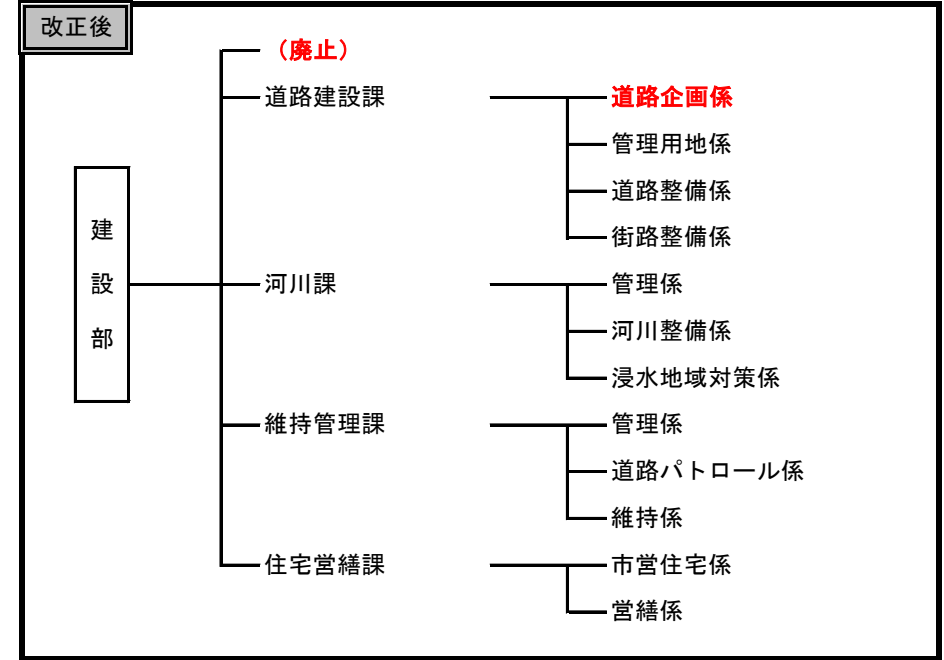 改正後
(廃止)
道路建設課
道路企画係
管理用地係
道路整備係
街路整備係
建設部
河川課
管理係
河川整備係
浸水地域対策係
維持管理課
管理係
道路パトロール係
維持係
住宅営繕課
市営住宅係
営繕係